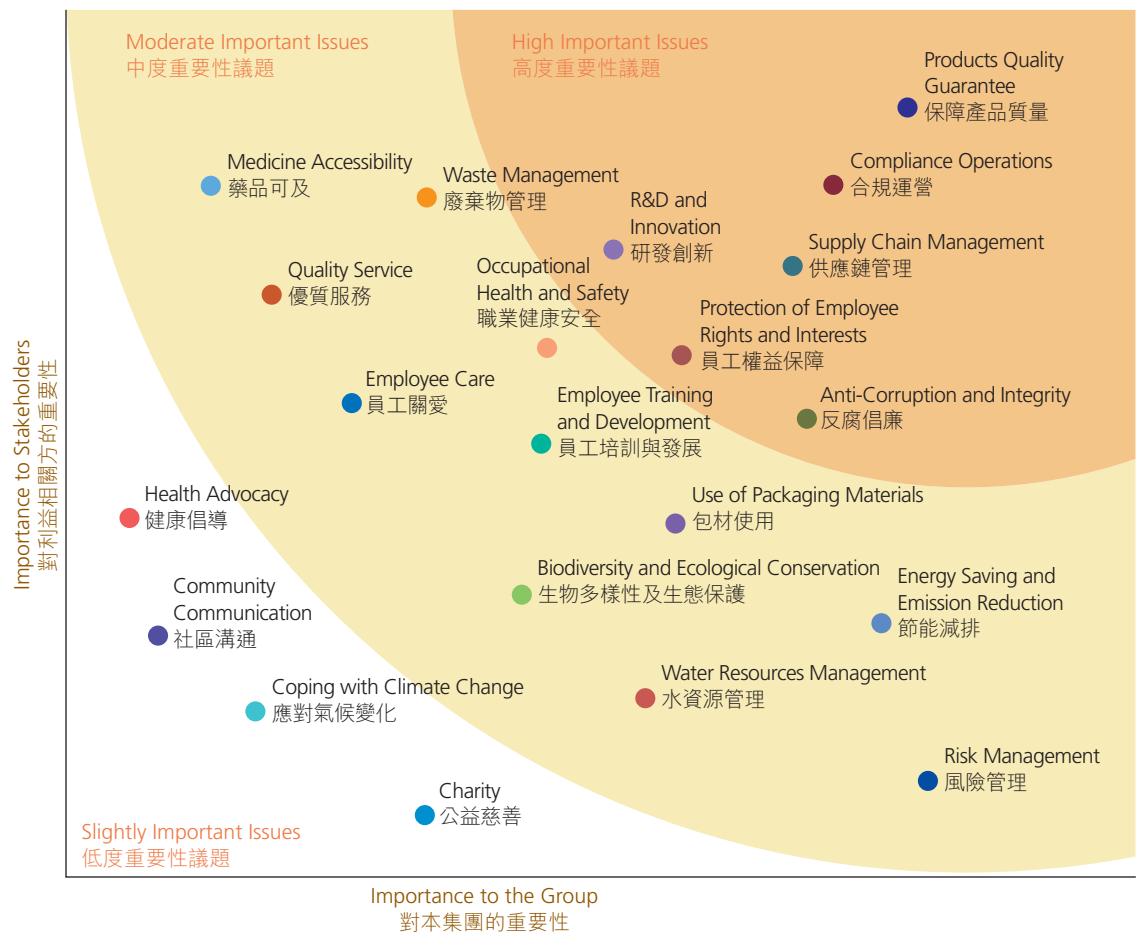 Moderate Important Issues
中度重要性議題
High Important Issues
高度重要性議題
Products Quality
Guarantee
保障產品質量
Medicine Accessibility
藥品可及
Waste Management
廢棄物管理
Compliance Operations
合規運營
R&D and
Innovation
研發創新
Supply Chain Management
供應鏈管理
Quality Service
優質服務
Occupational
Health and Safety
職業健康安全
Protection of Employee
Rights and Interests
員工權益保障
Employee Care
員工關愛
Employee Training
and Development
員工培訓與發展
Anti-Corruption and Integrity
反腐倡廉
Health Advocacy
健康倡導
Use of Packaging Materials
包材使用
Community
Communication
社區溝通
Biodiversity and Ecological Conservation
生物多樣性及生態保護
Energy Saving and
Emission Reduction
節能減排
Coping with Climate Change
應對氣候變化
Water Resources Management
水資源管理
Risk Management
風險管理
Charity
公益慈善
Slightly Important Issues
低度重要性議題
Importance to Stakeholders
對利益相關方的重要性
Importance to the Group
對本集團的重要性